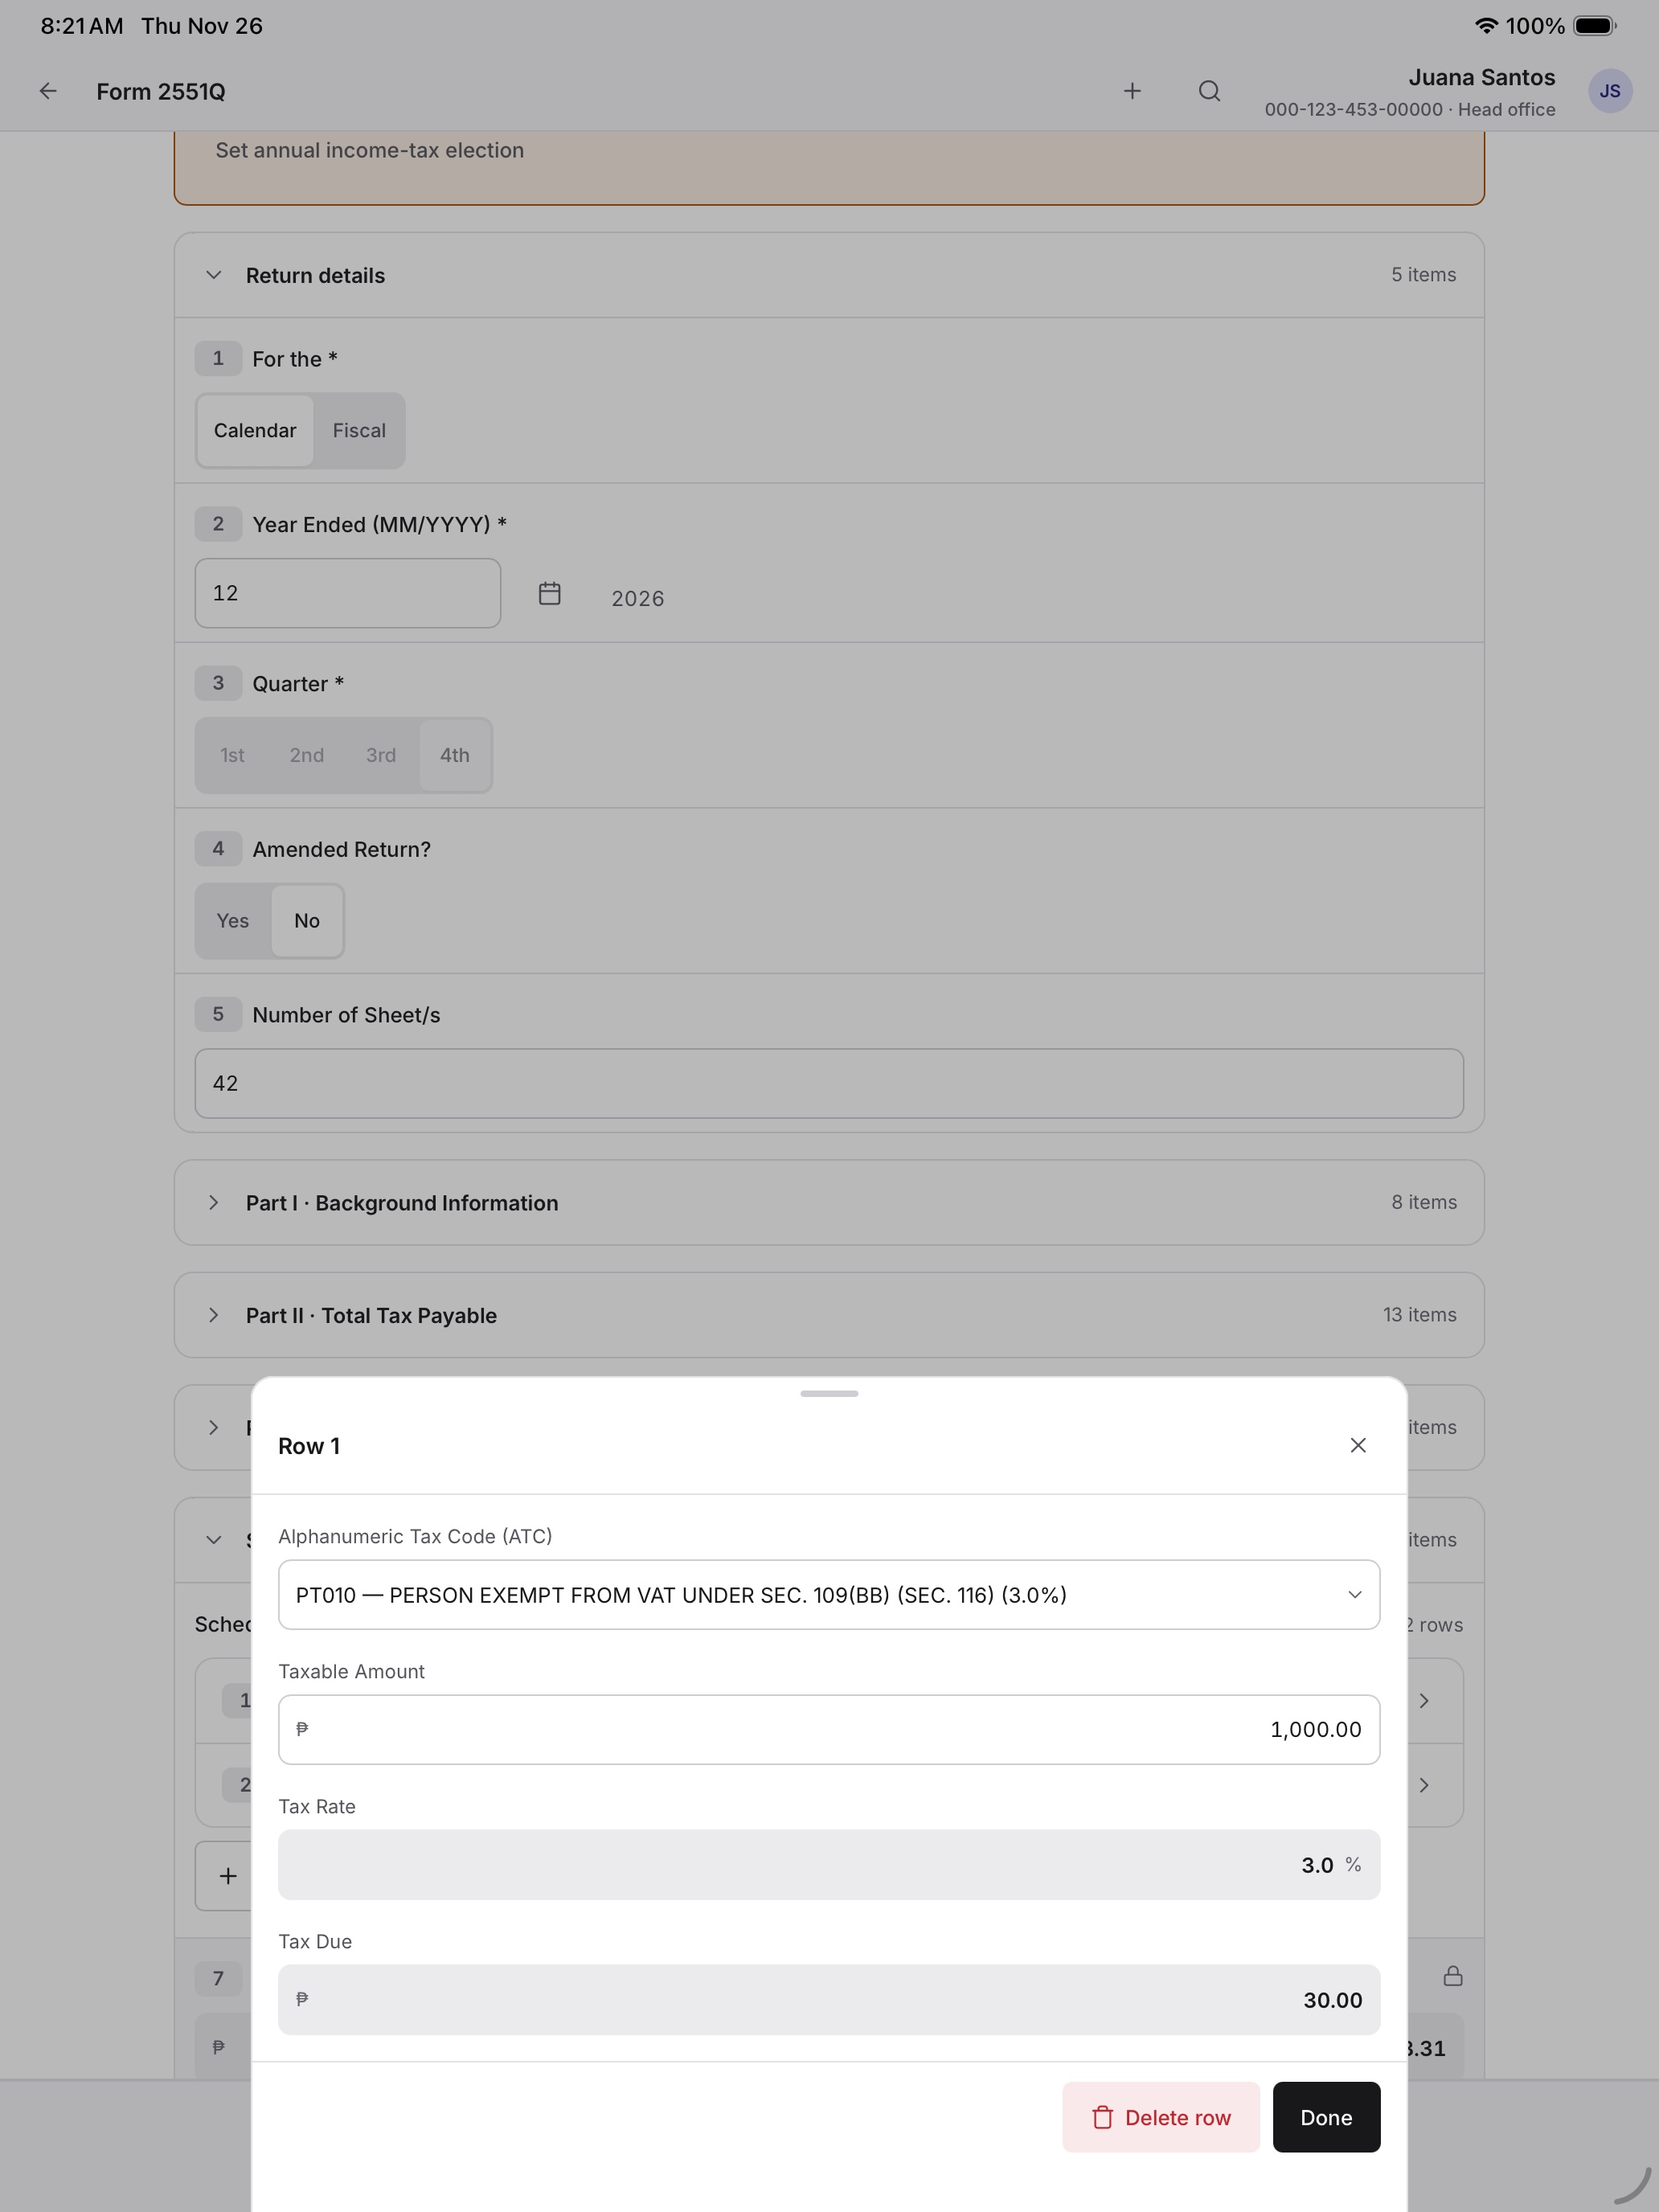 8:21 AM Thu Nov 26
100%
Form 2551Q
Juana Santos
000-123-453-00000 · Head office
JS
Set annual income-tax election
Return details
5 items
1 For the *
Calendar Fiscal
2 Year Ended (MM/YYYY) *
12 2026
3 Quarter *
1st 2nd 3rd 4th
4 Amended Return?
Yes No
5 Number of Sheet/s
42
Part I · Background Information
8 items
Part II · Total Tax Payable
13 items
items
Row 1
items
Alphanumeric Tax Code (ATC)
PT010 — PERSON EXEMPT FROM VAT UNDER SEC. 109(BB) (SEC. 116) (3.0%)
2 rows
Taxable Amount
1
₱ 1,000.00
2
Tax Rate
3.0 %
Tax Due
7
₱ 30.00
₱ 3.31
Delete row
Done